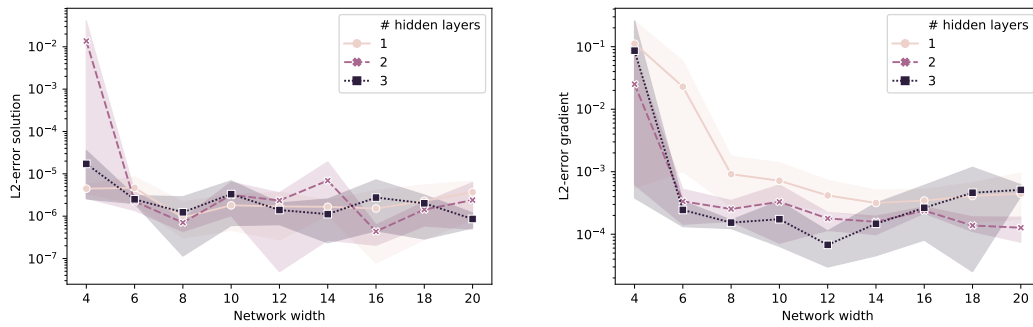 # hidden layers
1
2
3
L2-error solution
10⁻²
10⁻³
10⁻⁴
10⁻⁵
10⁻⁶
10⁻⁷
4 6 8 10 12 14 16 18 20
Network width
# hidden layers
1
2
3
L2-error gradient
10⁻¹
10⁻²
10⁻³
10⁻⁴
4 6 8 10 12 14 16 18 20
Network width